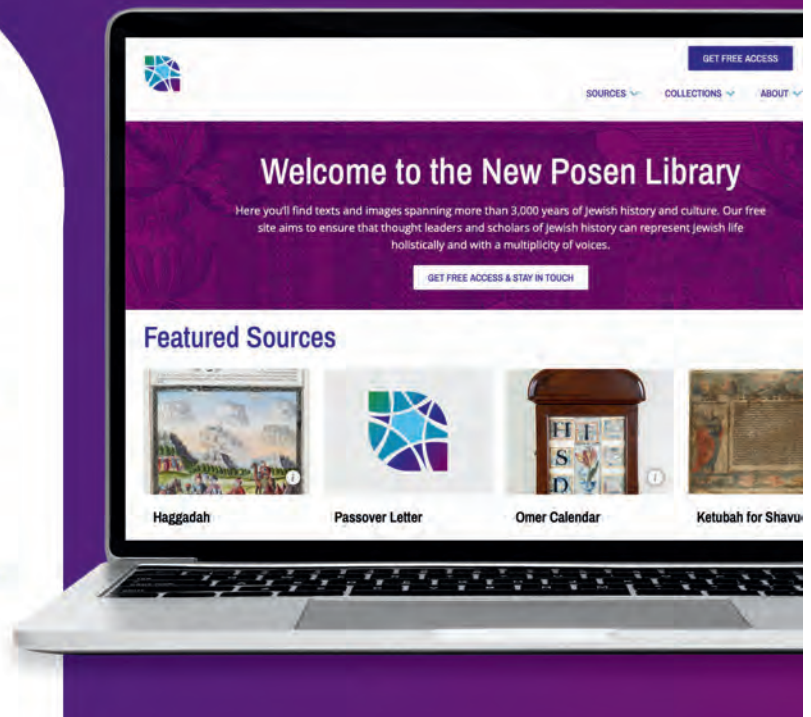 GET FREE ACCESS
SOURCES
COLLECTIONS
ABOUT
Welcome to the New Posen Library
Here you'll find texts and images spanning more than 3,000 years of Jewish history and culture. Our free
site aims to ensure that thought leaders and scholars of Jewish history can represent Jewish life
holistically and with a multiplicity of voices.
GET FREE ACCESS & STAY IN TOUCH
Featured Sources
H F
S
D
Haggadah
Passover Letter
Omer Calendar
Ketubah for Shavu